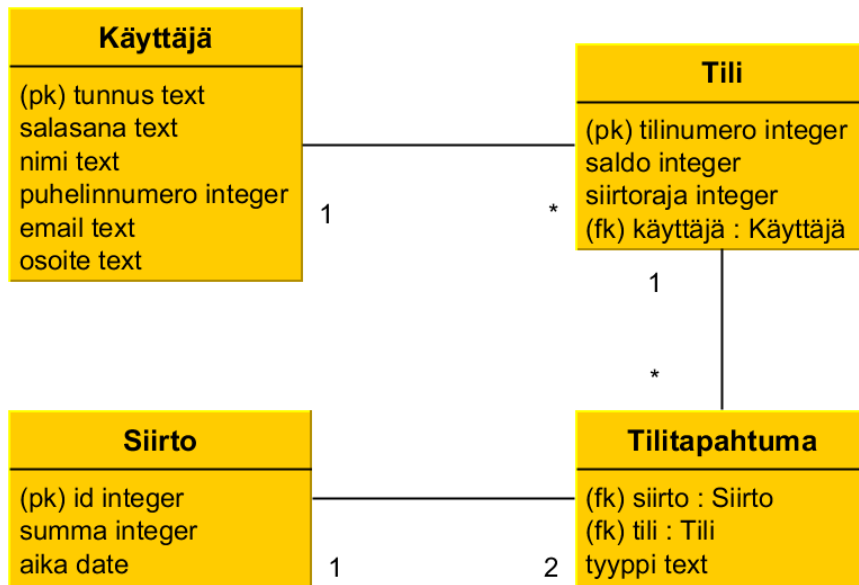 Käyttäjä
(pk) tunnus text
salasana text
nimi text
puhelinnumero integer
email text
osoite text
Tili
(pk) tilinumero integer
saldo integer
siirtoraja integer
(fk) käyttäjä : Käyttäjä
1
*
1
*
Siirto
(pk) id integer
summa integer
aika date
Tilitapahtuma
(fk) siirto : Siirto
(fk) tili : Tili
tyyppi text
1
2